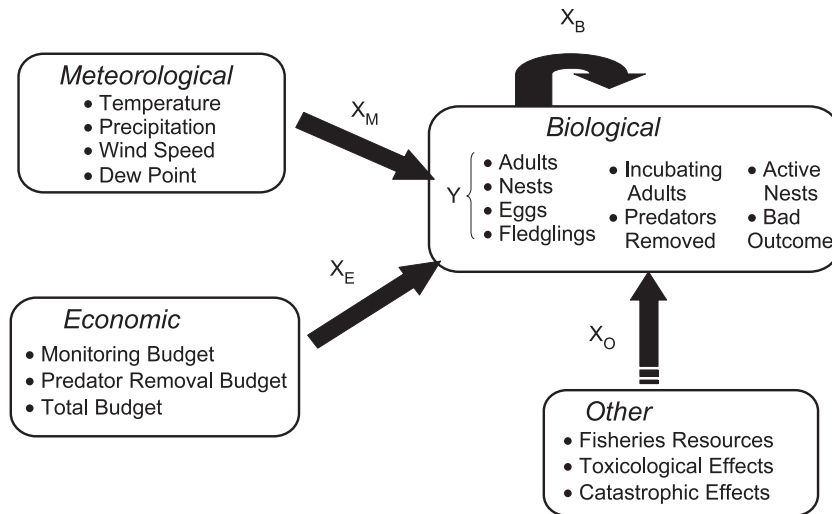 X_B
Meteorological
• Temperature
• Precipitation
• Wind Speed
• Dew Point
X_M
Biological
Y
• Adults
• Nests
• Eggs
• Fledglings
• Incubating
Adults
• Predators
Removed
• Active
Nests
• Bad
Outcome
X_E
Economic
• Monitoring Budget
• Predator Removal Budget
• Total Budget
X_O
Other
• Fisheries Resources
• Toxicological Effects
• Catastrophic Effects